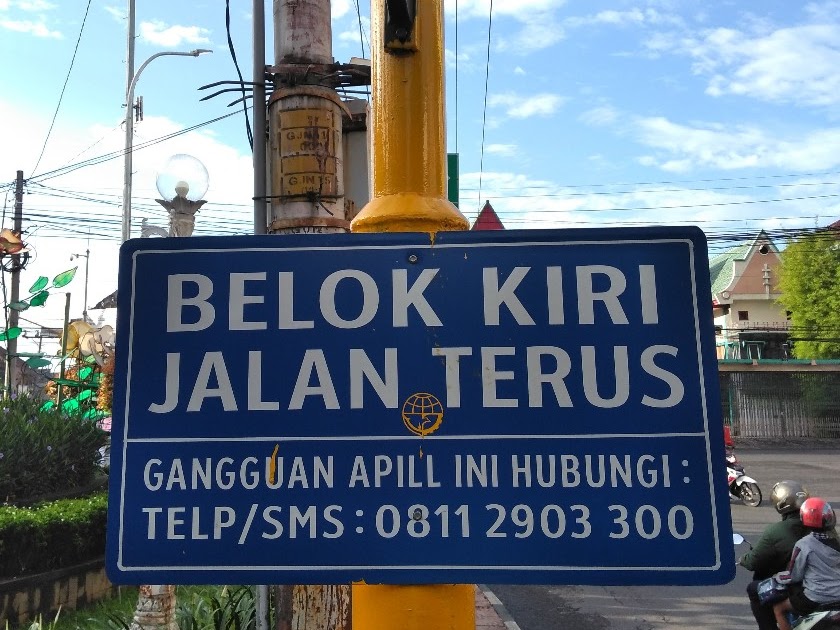 BELOK KIRI
JALAN TERUS
GANGGUAN APILL INI HUBUNGI :
TELP/SMS : 0811 2903 300